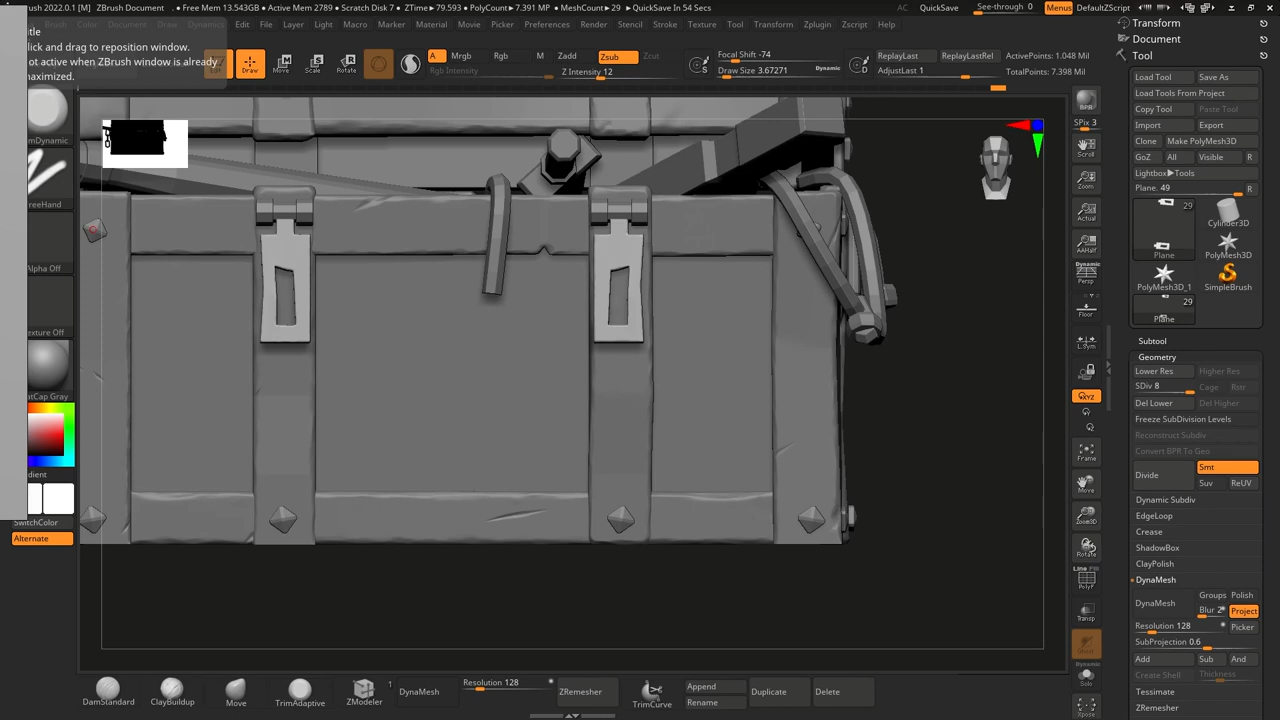 rush 2022.0.1 [M] ZBrush Document • Free Mem 13.543GB • Active Mem 2789 • Scratch Disk 7 • ZTime▶79.593 • PolyCount▶7.391 MP • MeshCount▶29 • QuickSave In 54 Secs AC QuickSave See-through 0 Menus DefaultZScript
Color Document Draw Dynamics Edit File Layer Light Macro Marker Material Movie Picker Preferences Render Stencil Stroke Texture Tool Transform Zplugin Zscript Help
itle
lick and drag to reposition window.
ot active when ZBrush window is already
maximized.
Edit Draw Move Scale Rotate
A Mrgb Rgb M Zadd Zsub Zcut
Rgb Intensity Z Intensity 12
Focal Shift -74
Draw Size 3.67271 Dynamic
ReplayLast ReplayLastRel
AdjustLast 1
ActivePoints: 1.048 Mil
TotalPoints: 7.398 Mil
mDynamic
reeHand
lpha Off
exture Off
tCap Gray
dient
SwitchColor
Alternate
BPR
SPix 3
Scroll
Zoom
Actual
AAHalf
Dynamic
Persp
Floor
L.Sym
XYZ
Frame
Move
Zoom3D
Rotate
Line Fill
PolyF
Transp
Dynamic
Solo
Xpose
Transform
Document
Tool
Load Tool Save As
Load Tools From Project
Copy Tool Paste Tool
Import Export
Clone Make PolyMesh3D
GoZ All Visible R
Lightbox▶Tools
Plane. 49 R
29
Plane
Cylinder3D
PolyMesh3D
PolyMesh3D_1 SimpleBrush
29
Plane
Subtool
Geometry
Lower Res Higher Res
SDiv 8 Cage Rstr
Del Lower Del Higher
Freeze SubDivision Levels
Reconstruct Subdiv
Convert BPR To Geo
Divide Smt
Suv ReUV
Dynamic Subdiv
EdgeLoop
Crease
ShadowBox
ClayPolish
DynaMesh
DynaMesh Groups Polish
Blur 2 Project
Resolution 128 Picker
SubProjection 0.6
Add Sub And
Create Shell Thickness
Tessimate
ZRemesher
DamStandard ClayBuildup Move TrimAdaptive ZModeler 1
DynaMesh Resolution 128 ZRemesher TrimCurve
Append
Rename
Duplicate Delete